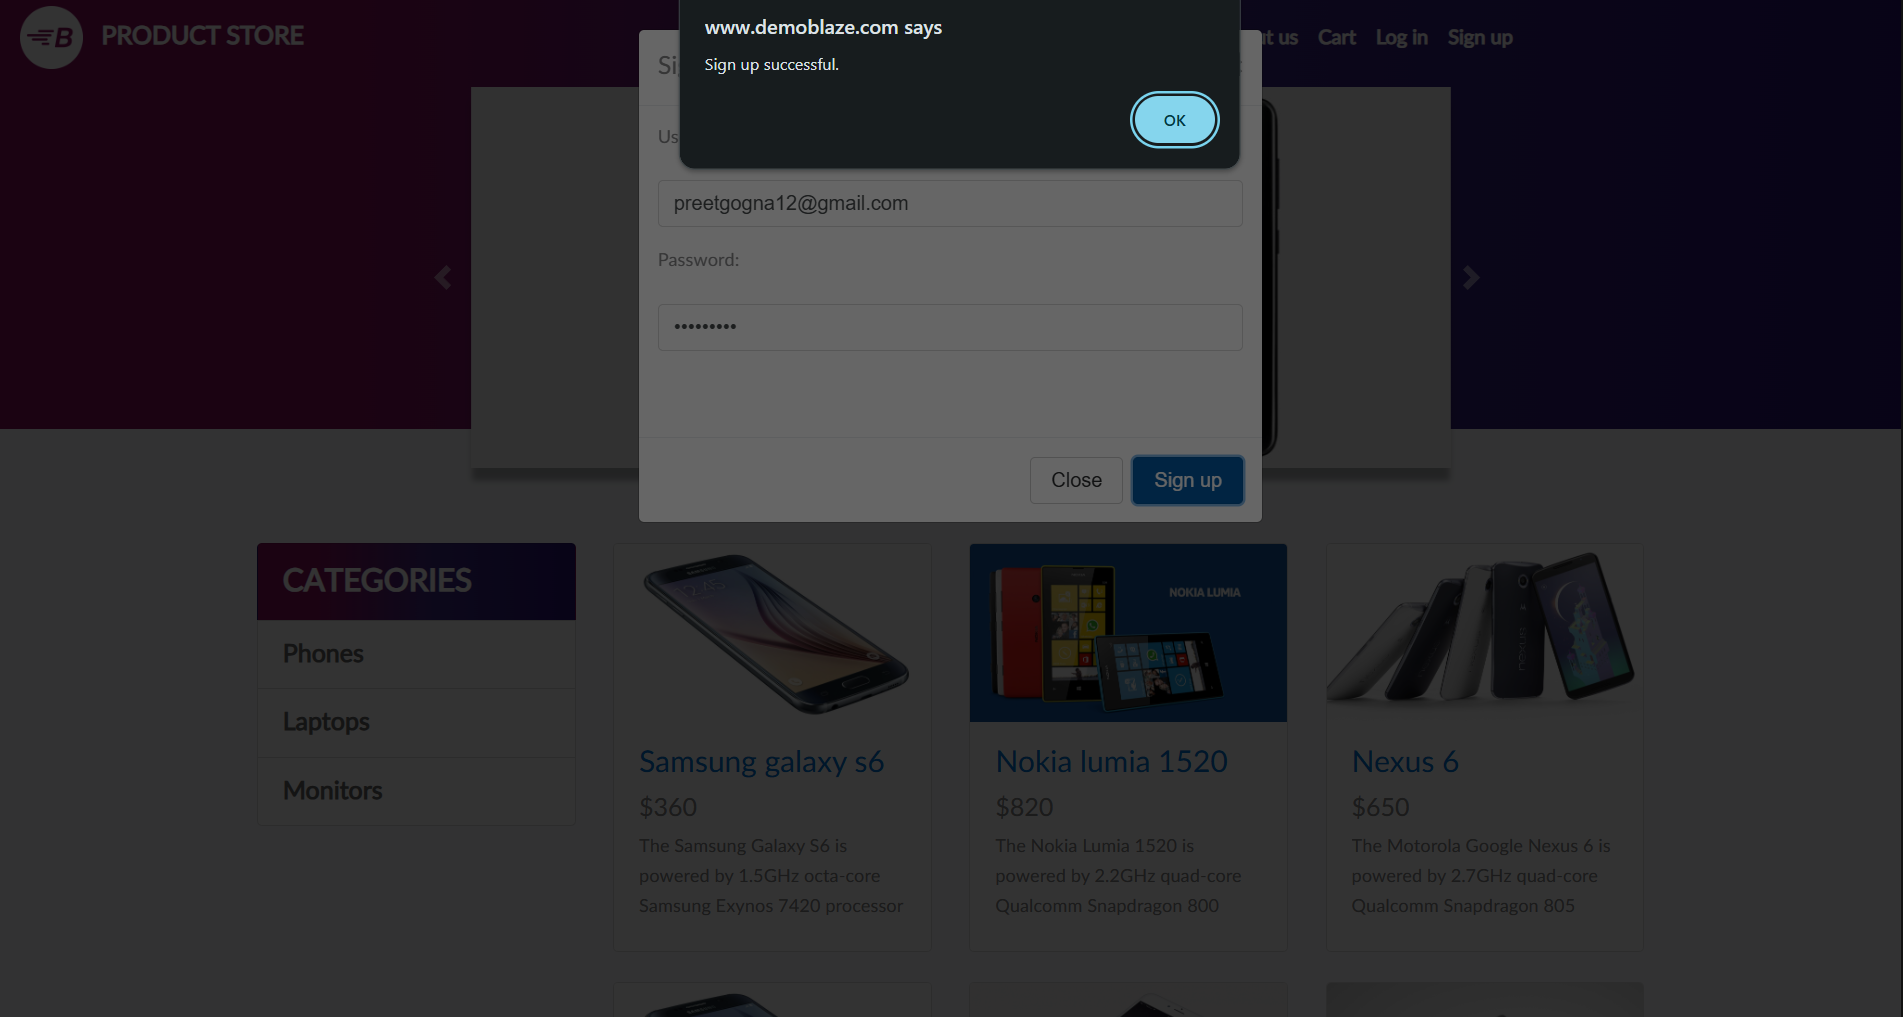 B PRODUCT STORE
www.demoblaze.com says
Sign up successful.
OK
t us Cart Log in Sign up
Si
Us
preetgogna12@gmail.com
Password:
•••••••••
Close Sign up
CATEGORIES
Phones
Laptops
Monitors
2:45
Samsung galaxy s6
$360
The Samsung Galaxy S6 is
powered by 1.5GHz octa-core
Samsung Exynos 7420 processor
NOKIA LUMIA
Nokia lumia 1520
$820
The Nokia Lumia 1520 is
powered by 2.2GHz quad-core
Qualcomm Snapdragon 800
Nexus 6
$650
The Motorola Google Nexus 6 is
powered by 2.7GHz quad-core
Qualcomm Snapdragon 805